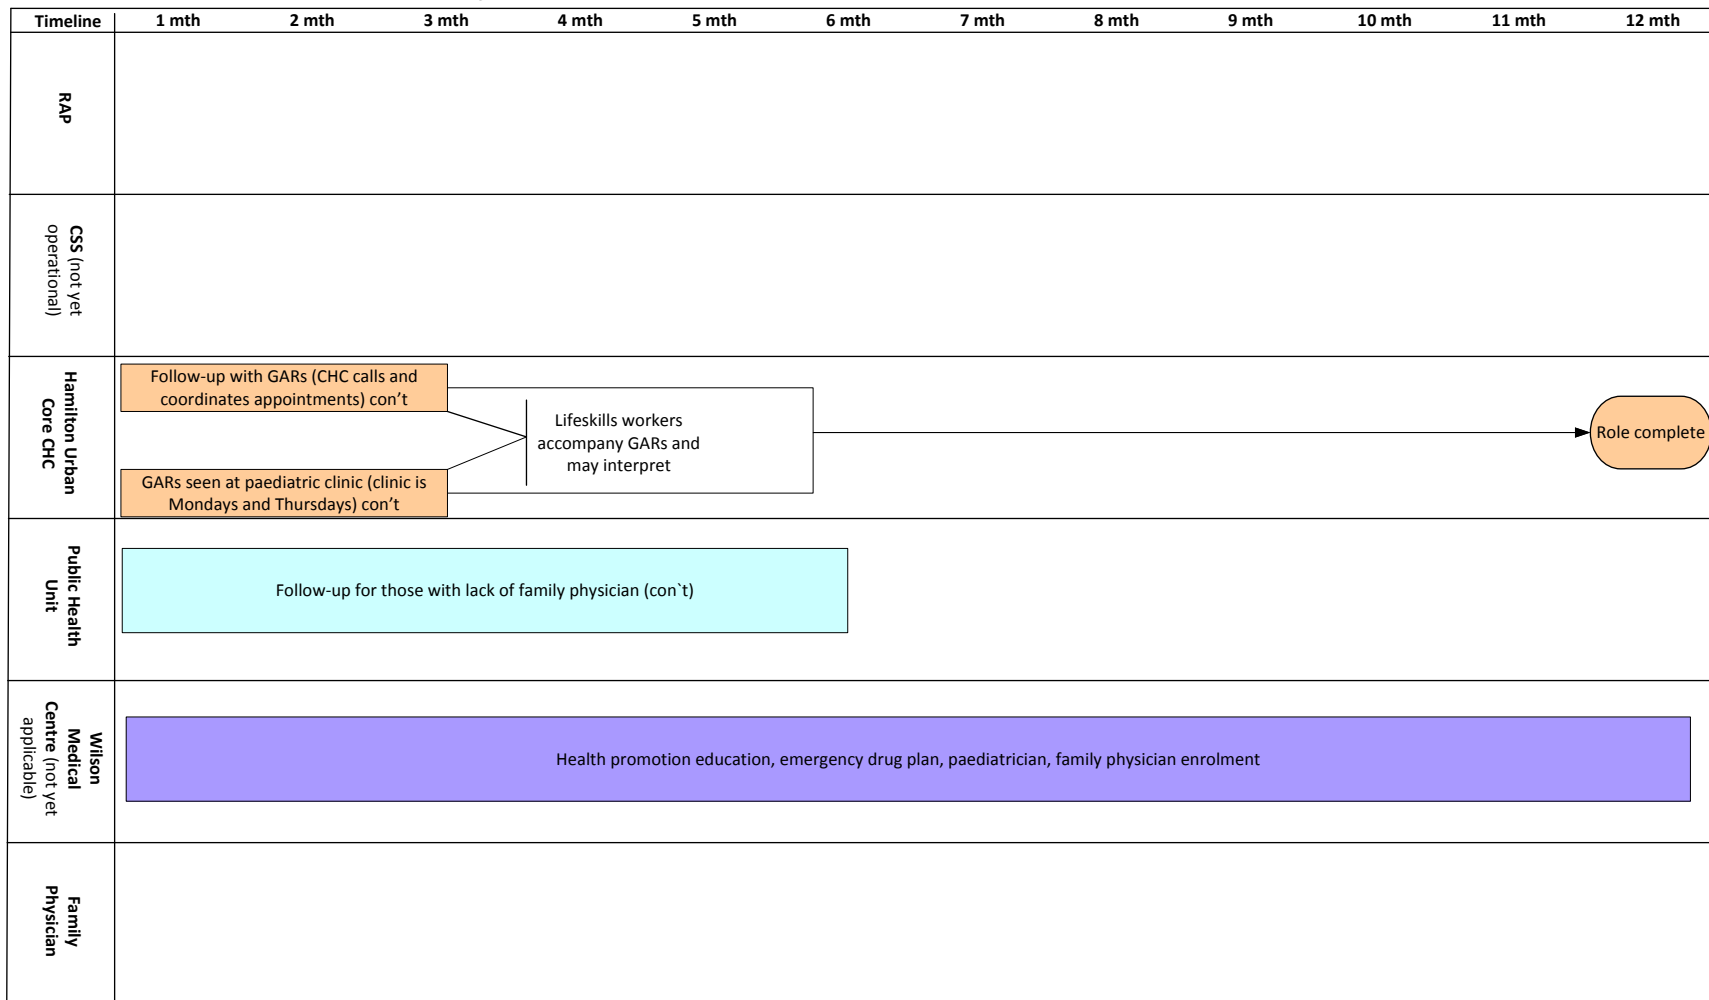 Timeline 1 mth 2 mth 3 mth 4 mth 5 mth 6 mth 7 mth 8 mth 9 mth 10 mth 11 mth 12 mth
RAP
CSS (not yet
operational)
Hamilton Urban
Core CHC
Follow-up with GARs (CHC calls and
coordinates appointments) con’t
GARs seen at paediatric clinic (clinic is
Mondays and Thursdays) con’t
Lifeskills workers
accompany GARs and
may interpret
Role complete
Public Health
Unit
Follow-up for those with lack of family physician (con`t)
Wilson
Medical
Centre (not yet
applicable)
Health promotion education, emergency drug plan, paediatrician, family physician enrolment
Family
Physician